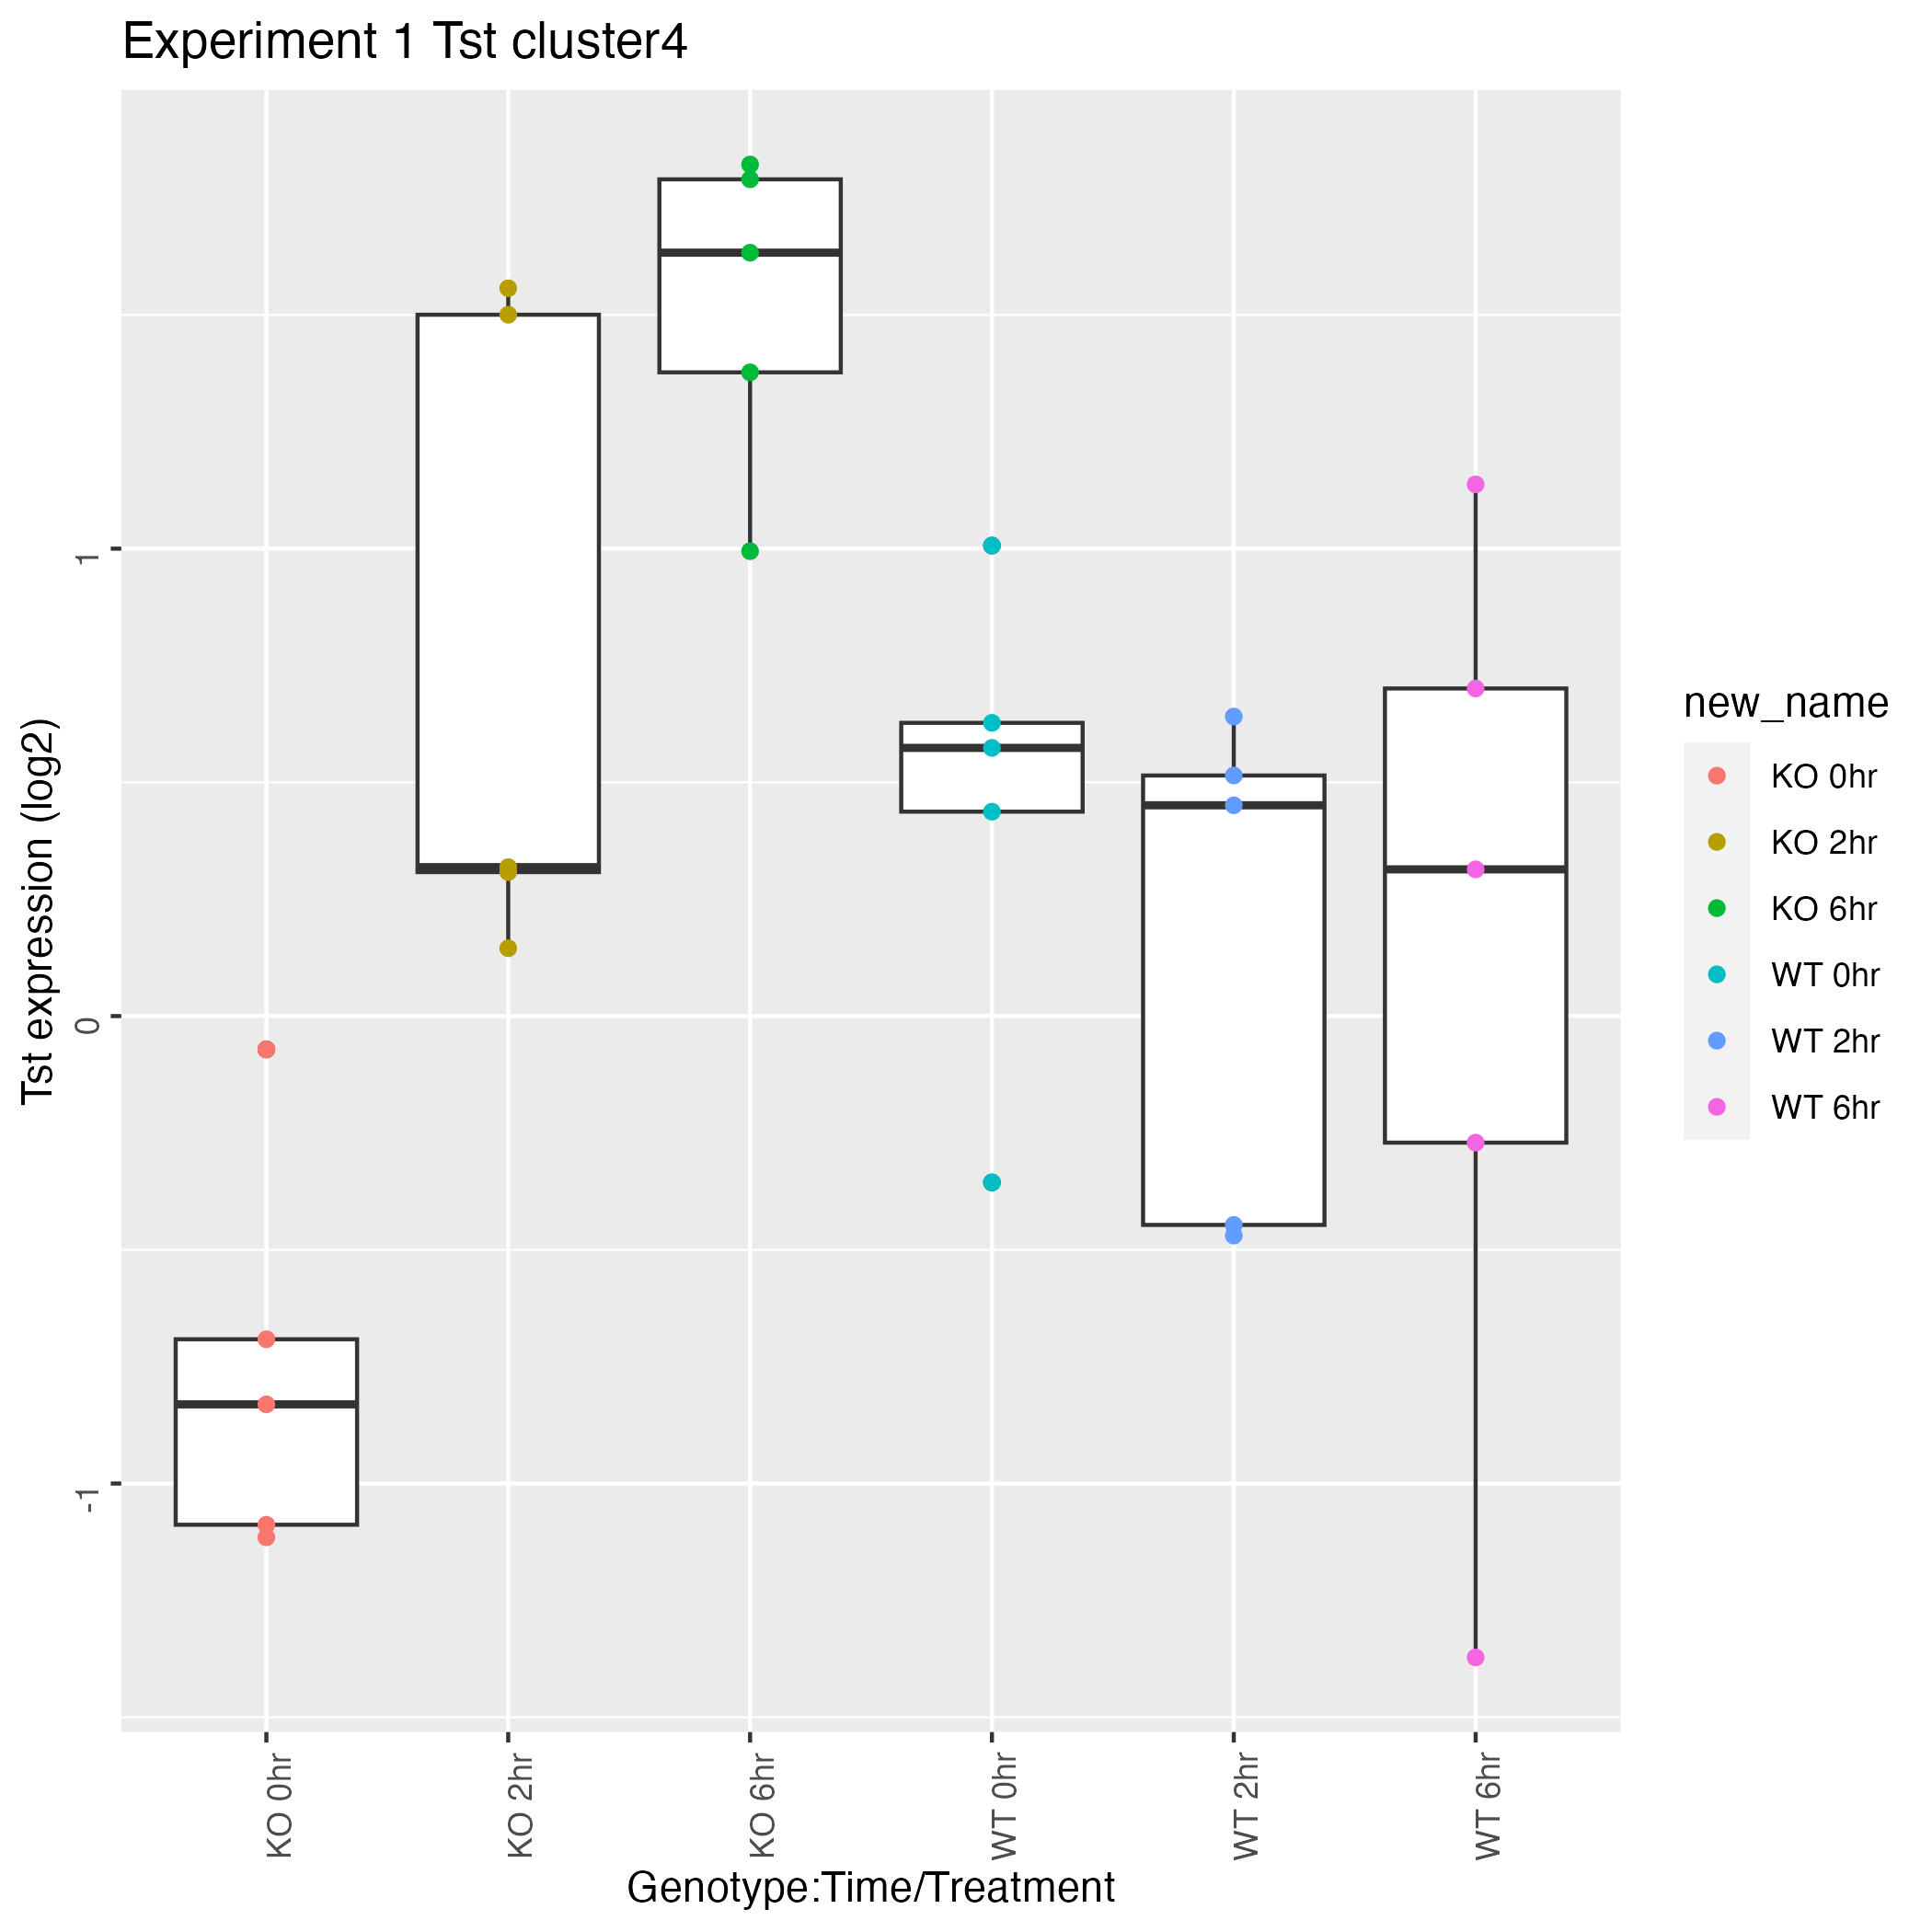 Experiment 1 Tst cluster4
Tst expression (log2)
1
0
-1
KO 0hr
KO 2hr
KO 6hr
WT 0hr
WT 2hr
WT 6hr
Genotype:Time/Treatment
new_name
KO 0hr
KO 2hr
KO 6hr
WT 0hr
WT 2hr
WT 6hr